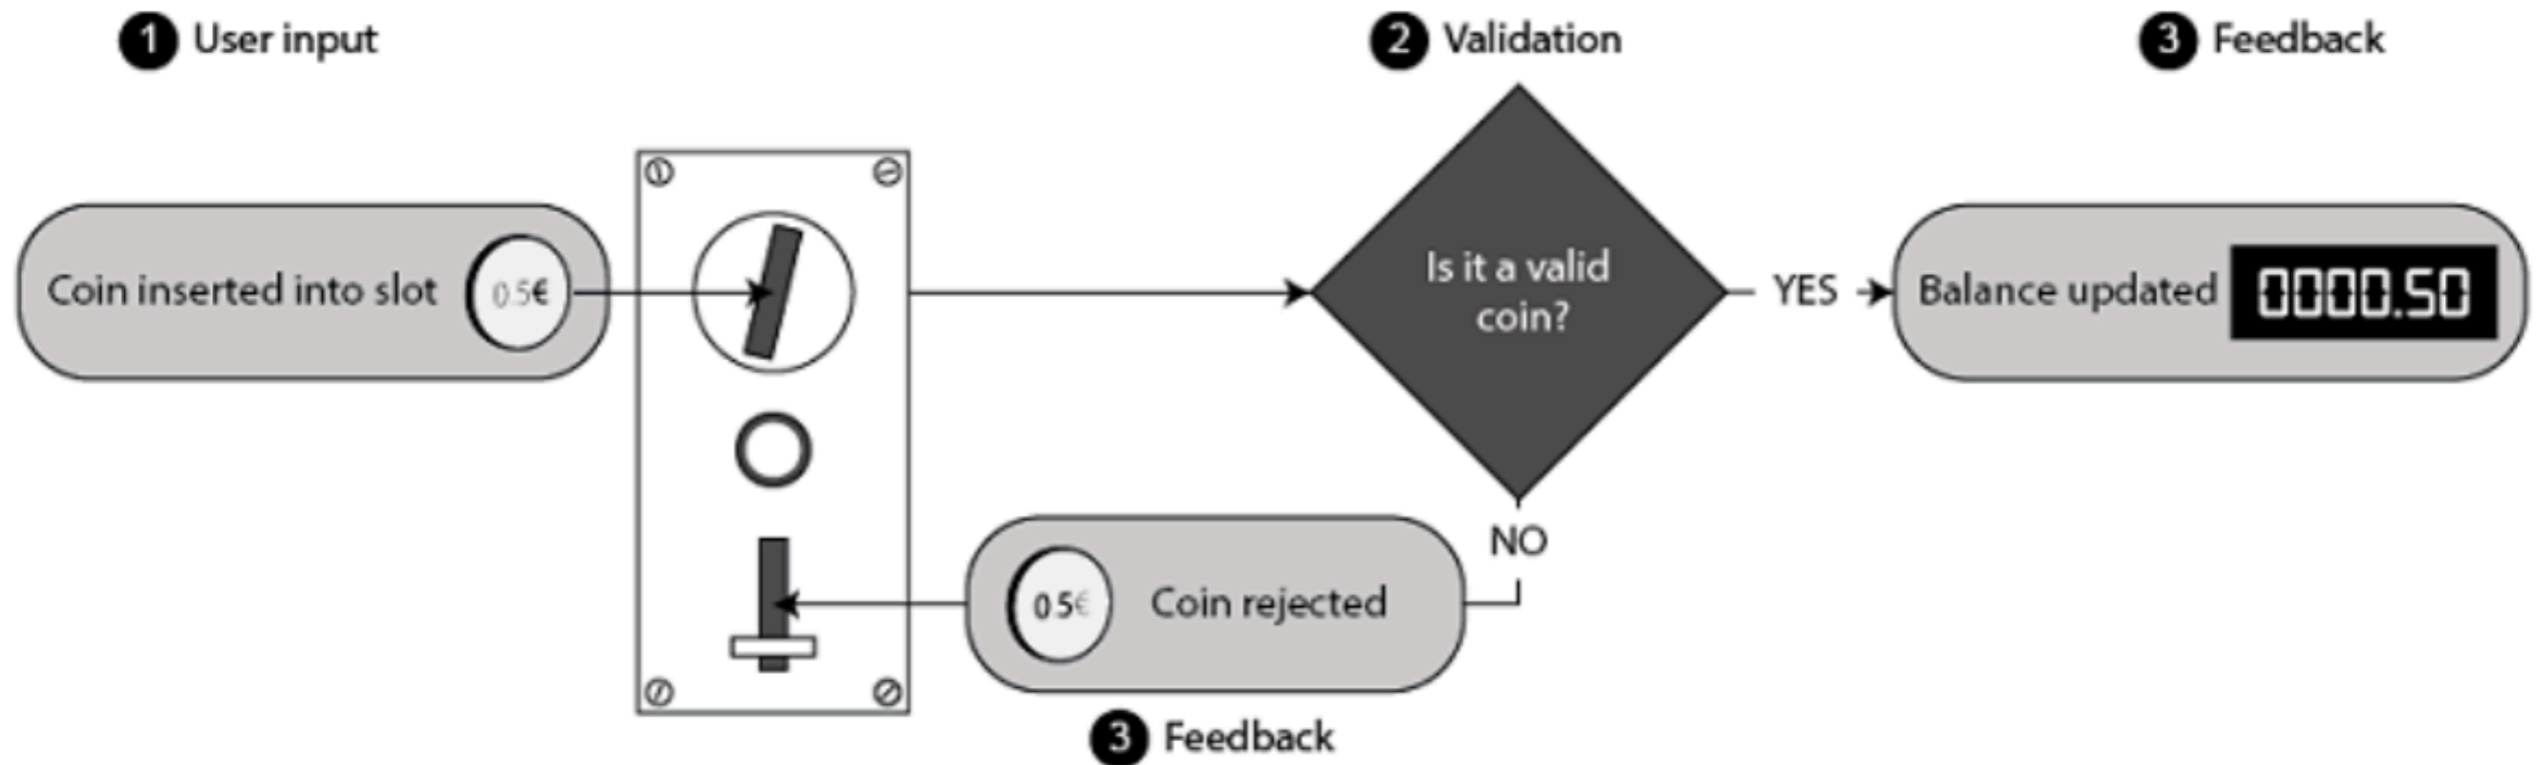 1 User input
2 Validation
3 Feedback
Coin inserted into slot
0.5€
Is it a valid
coin?
YES
Balance updated
0000.50
NO
0.5€
Coin rejected
3 Feedback